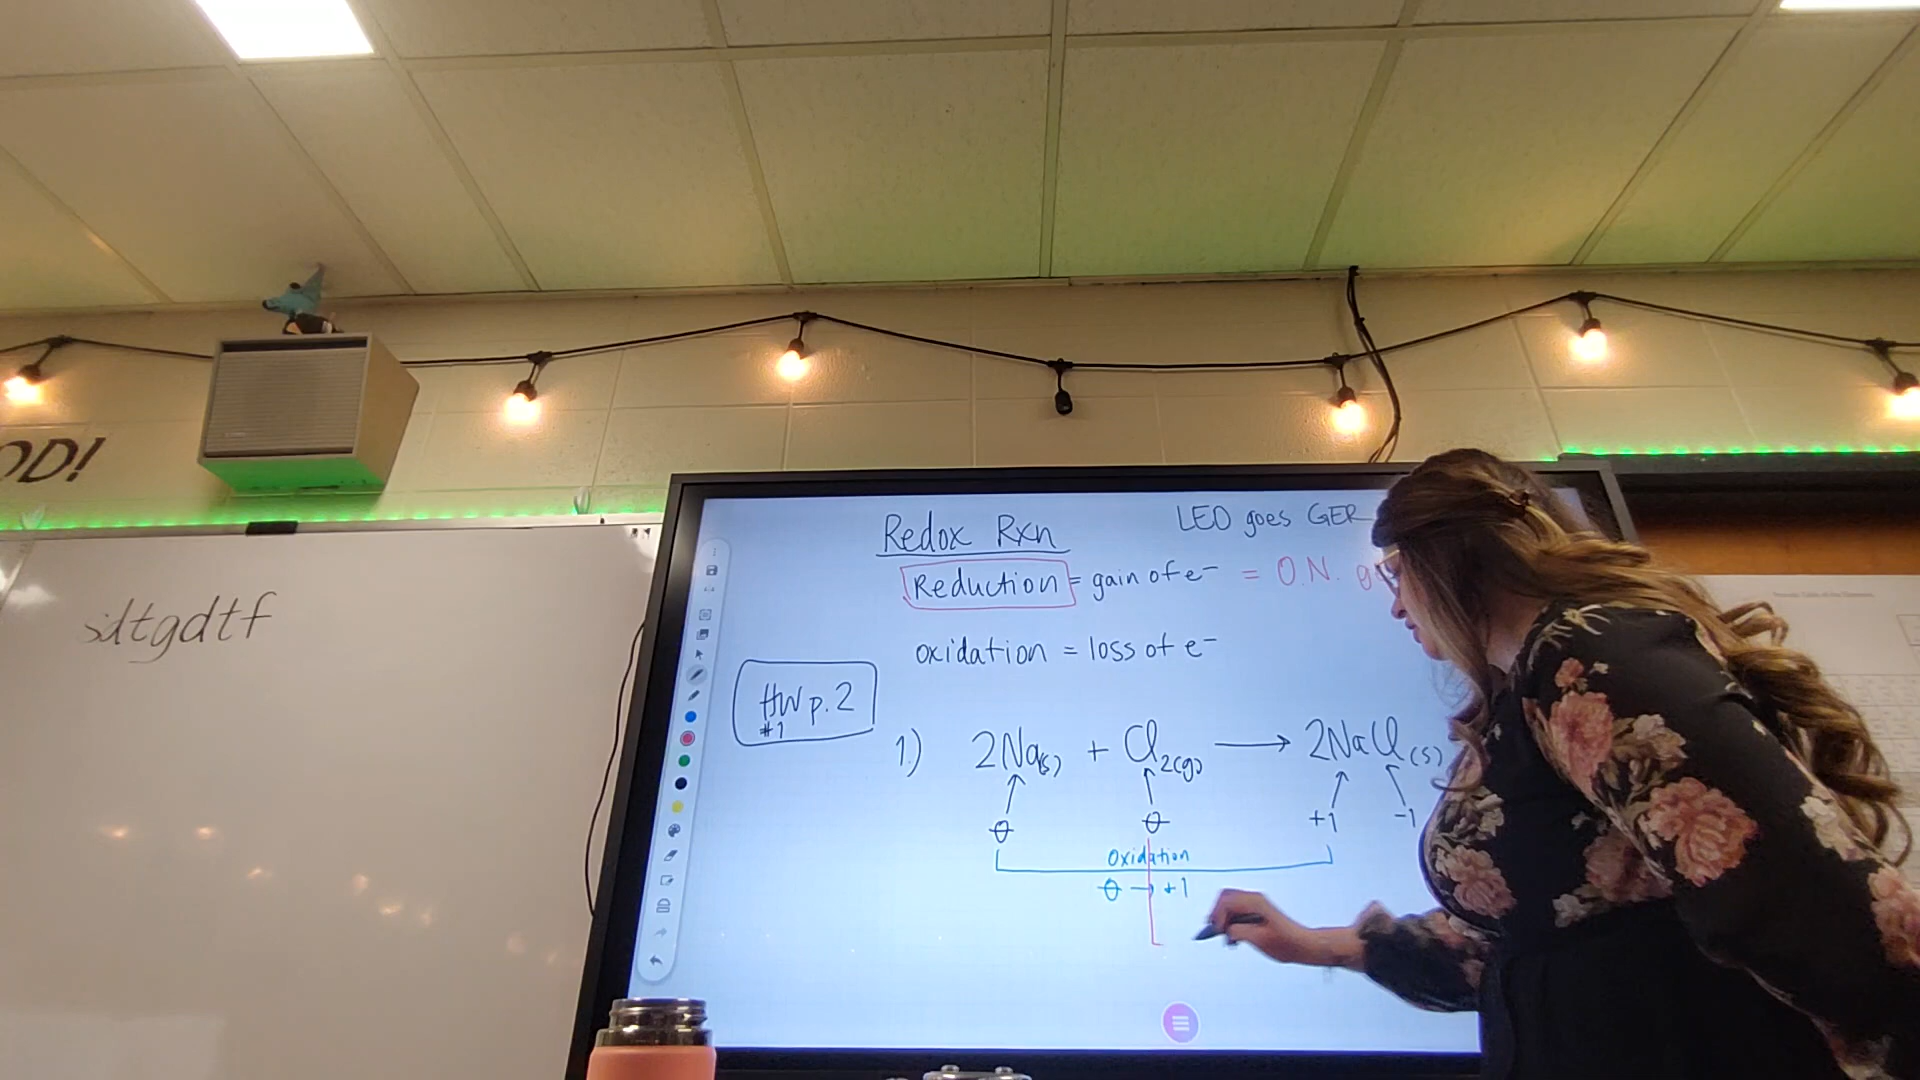 OD!
sdtgdtf
Redox Rxn
LEO goes GER
Reduction = gain of e⁻ = O.N.
oxidation = loss of e⁻
HW p. 2
#1
1.) 2Na(s) + Cl₂(g) → 2NaCl(s)
0 0 +1 -1
Oxidation
0 → +1